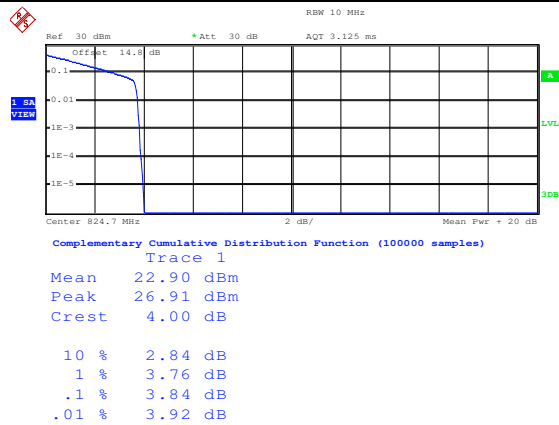 RBW 10 MHz
Ref 30 dBm *Att 30 dB AQT 3.125 ms
Offset 14.8 dB
0.1
A
0.01
1 SA
VIEW
1E-3
LVL
1E-4
1E-5
3DB
Center 824.7 MHz 2 dB/ Mean Pwr + 20 dB
Complementary Cumulative Distribution Function (100000 samples)
Trace 1
Mean 22.90 dBm
Peak 26.91 dBm
Crest 4.00 dB
10 % 2.84 dB
1 % 3.76 dB
.1 % 3.84 dB
.01 % 3.92 dB